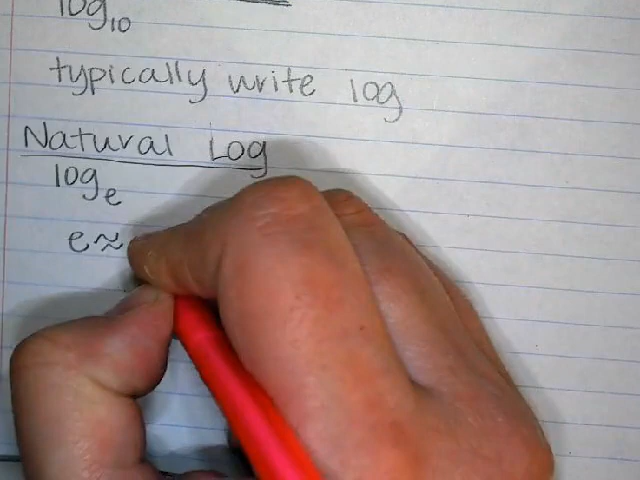 log₁₀
typically write log
Natural Log
logₑ
e≈